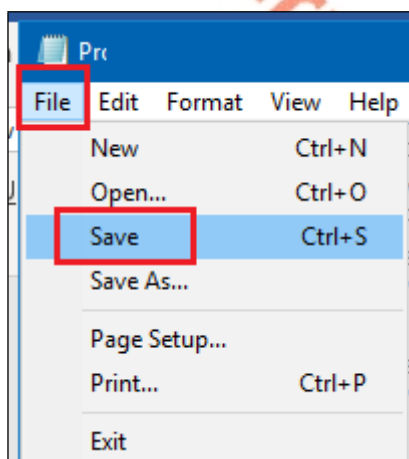 Pro
File Edit Format View Help
New Ctrl+N
Open... Ctrl+O
Save Ctrl+S
Save As...
Page Setup...
Print... Ctrl+P
Exit